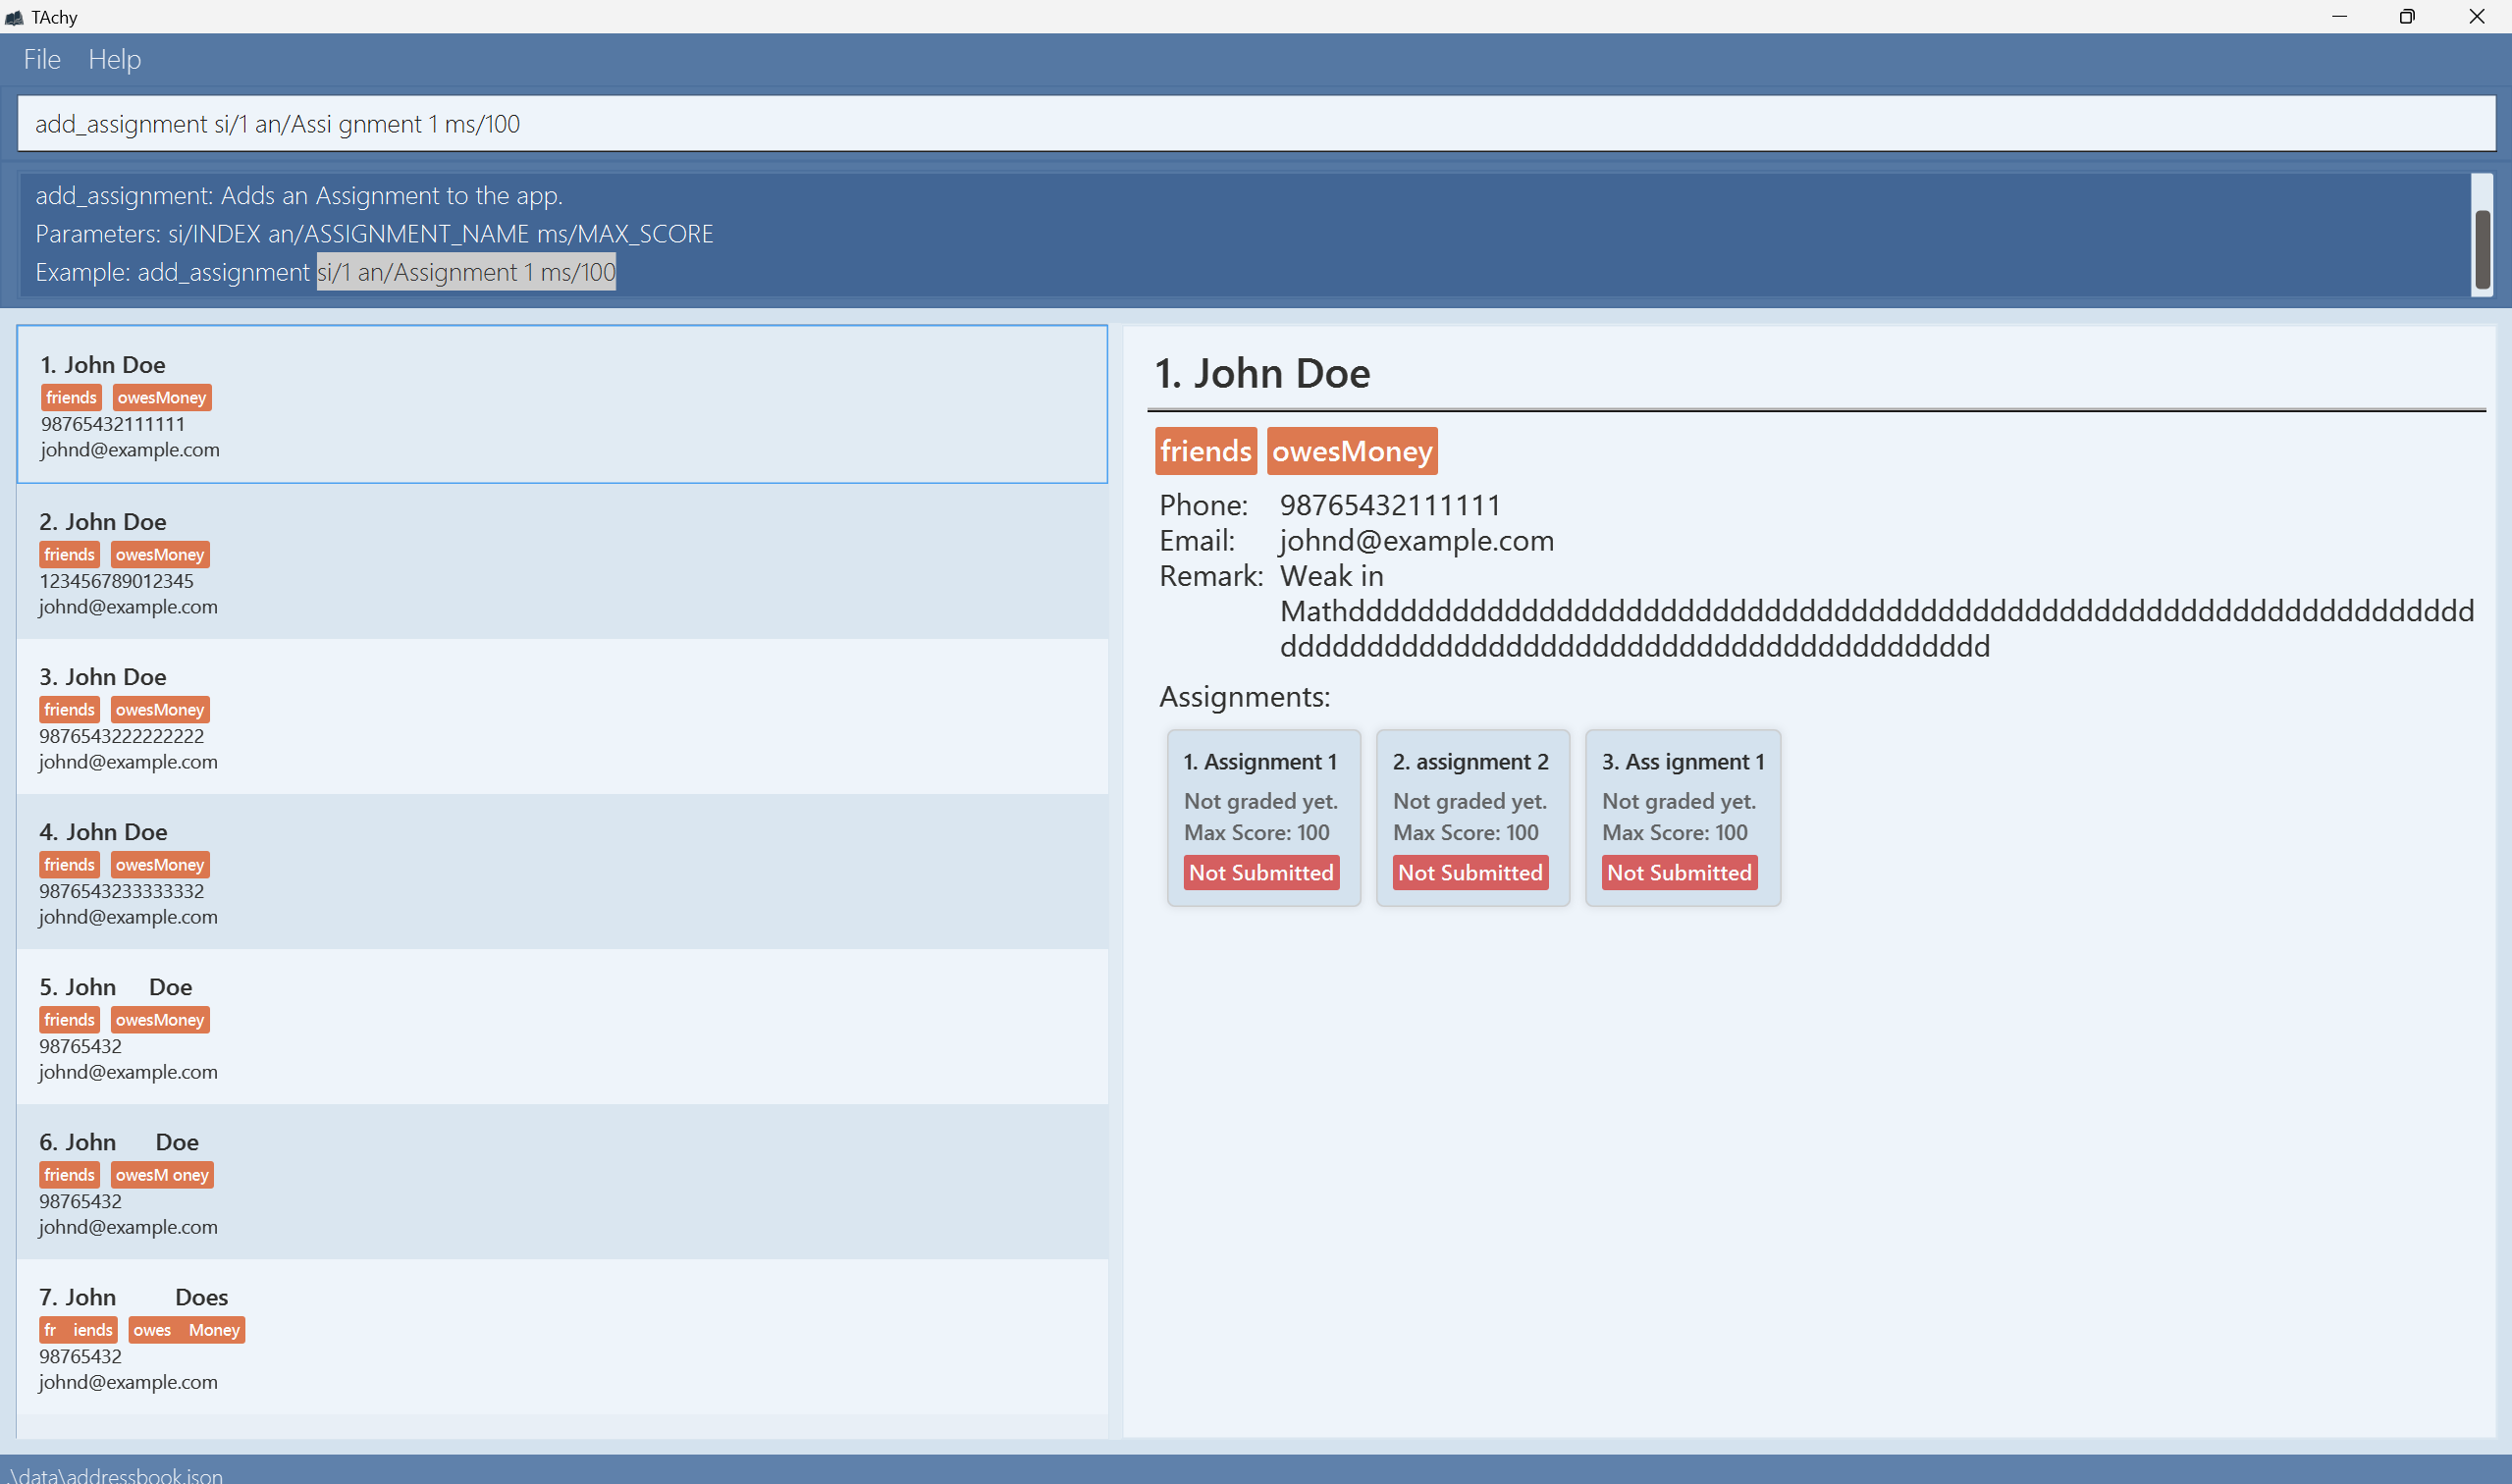 TAchy
File Help
add_assignment si/1 an/Assi gnment 1 ms/100
add_assignment: Adds an Assignment to the app.
Parameters: si/INDEX an/ASSIGNMENT_NAME ms/MAX_SCORE
Example: add_assignment si/1 an/Assignment 1 ms/100
1. John Doe
friends owesMoney
98765432111111
johnd@example.com
2. John Doe
friends owesMoney
123456789012345
johnd@example.com
3. John Doe
friends owesMoney
9876543222222222
johnd@example.com
4. John Doe
friends owesMoney
9876543233333332
johnd@example.com
5. John     Doe
friends owesMoney
98765432
johnd@example.com
6. John      Doe
friends owesM oney
98765432
johnd@example.com
7. John         Does
fr   iends owes   Money
98765432
johnd@example.com
1. John Doe
friends owesMoney
Phone: 98765432111111
Email: johnd@example.com
Remark: Weak in
Mathddddddddddddddddddddddddddddddddddddddddddddddddddddddddddddddddd
ddddddddddddddddddddddddddddddddddddddddd
Assignments:
1. Assignment 1
Not graded yet.
Max Score: 100
Not Submitted
2. assignment 2
Not graded yet.
Max Score: 100
Not Submitted
3. Ass ignment 1
Not graded yet.
Max Score: 100
Not Submitted
.\data\addressbook.json